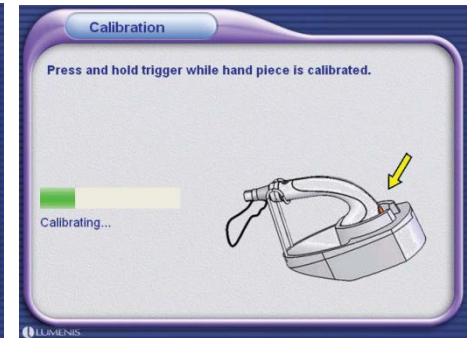 Calibration
Press and hold trigger while hand piece is calibrated.
Calibrating...
LUMENIS